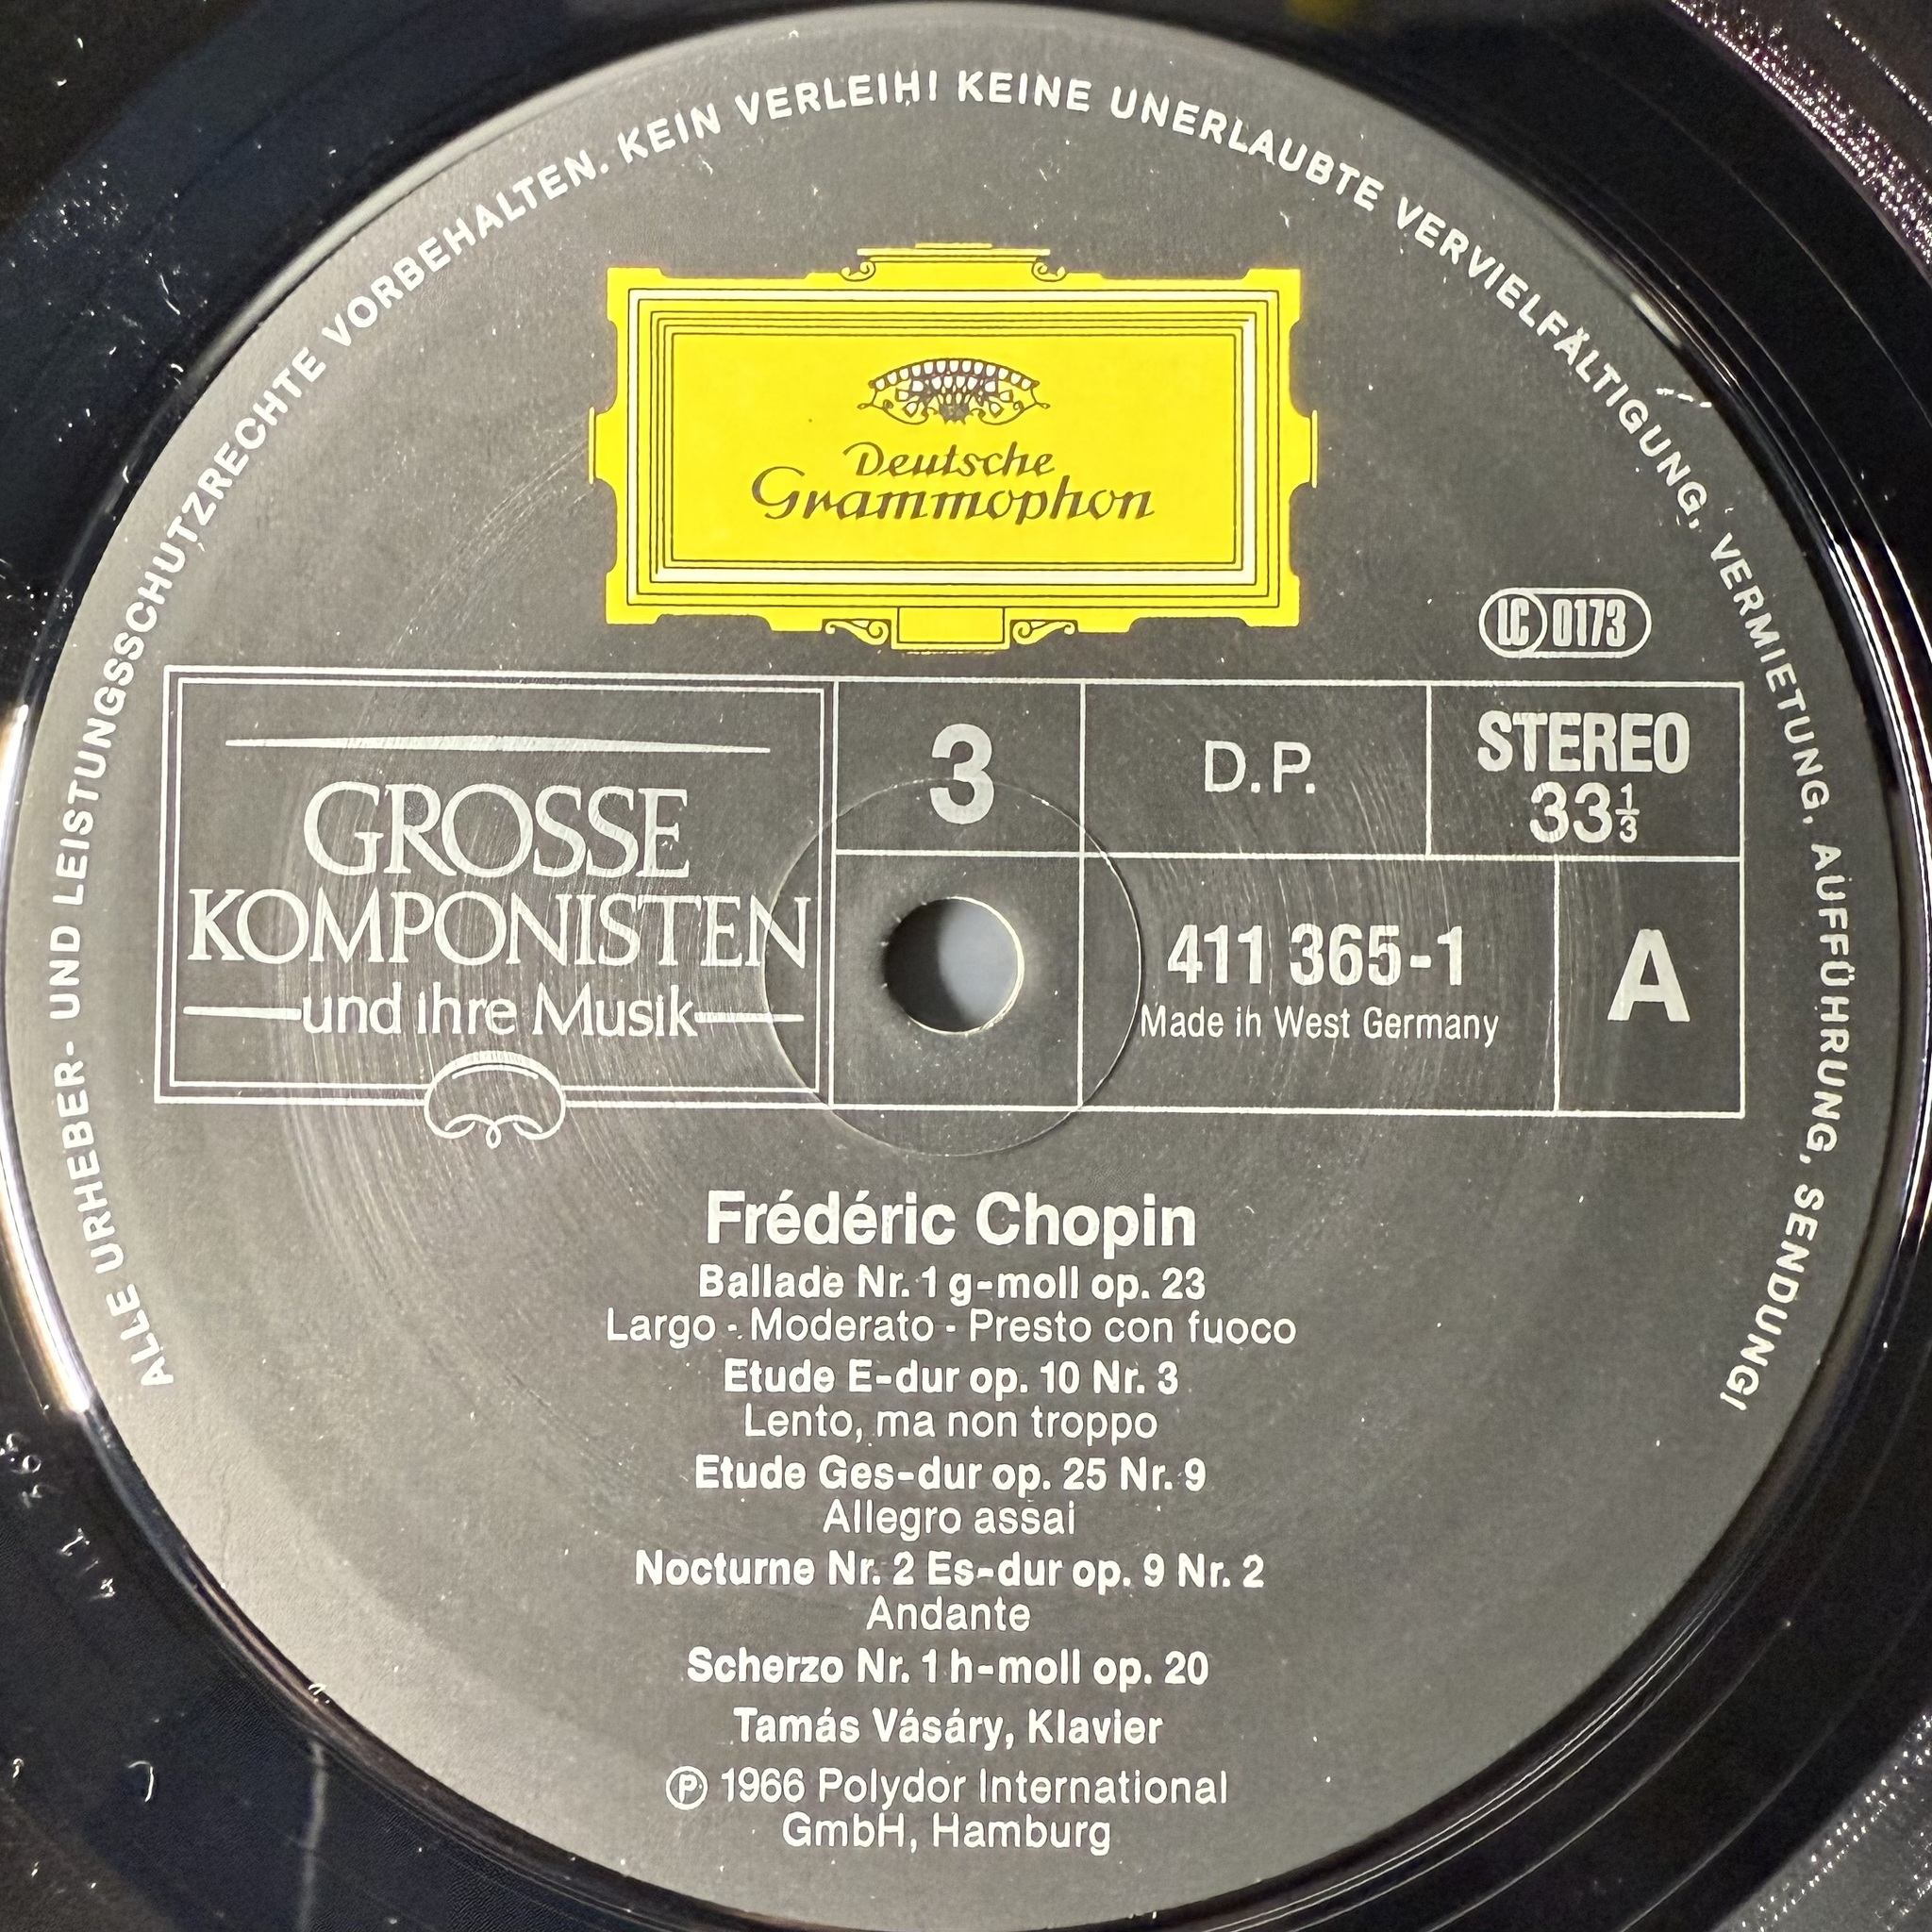 ALLE URHEBER- UND LEISTUNGSSCHUTZRECHTE VORBEHALTEN. KEIN VERLEIH! KEINE UNERLAUBTE VERVIELFÄLTIGUNG, VERMIETUNG, AUFFÜHRUNG, SENDUNG!
Deutsche
Grammophon
LC 0173
GROSSE
KOMPONISTEN
und ihre Musik
3
D.P.
STEREO
33⅓
411 365-1
Made in West Germany
A
Frédéric Chopin
Ballade Nr. 1 g-moll op. 23
Largo - Moderato - Presto con fuoco
Etude E-dur op. 10 Nr. 3
Lento, ma non troppo
Etude Ges-dur op. 25 Nr. 9
Allegro assai
Nocturne Nr. 2 Es-dur op. 9 Nr. 2
Andante
Scherzo Nr. 1 h-moll op. 20
Tamás Vásáry, Klavier
℗ 1966 Polydor International
GmbH, Hamburg